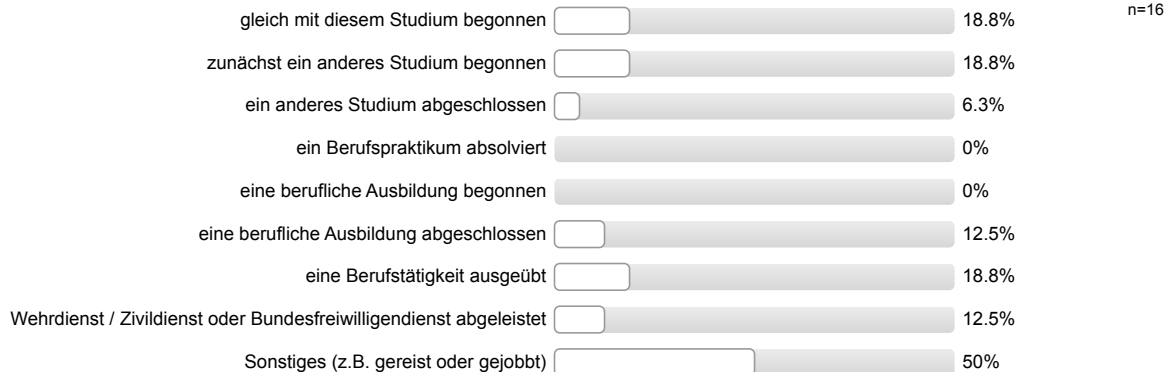 gleich mit diesem Studium begonnen 18.8% n=16
zunächst ein anderes Studium begonnen 18.8%
ein anderes Studium abgeschlossen 6.3%
ein Berufspraktikum absolviert 0%
eine berufliche Ausbildung begonnen 0%
eine berufliche Ausbildung abgeschlossen 12.5%
eine Berufstätigkeit ausgeübt 18.8%
Wehrdienst / Zivildienst oder Bundesfreiwilligendienst abgeleistet 12.5%
Sonstiges (z.B. gereist oder gejobbt) 50%